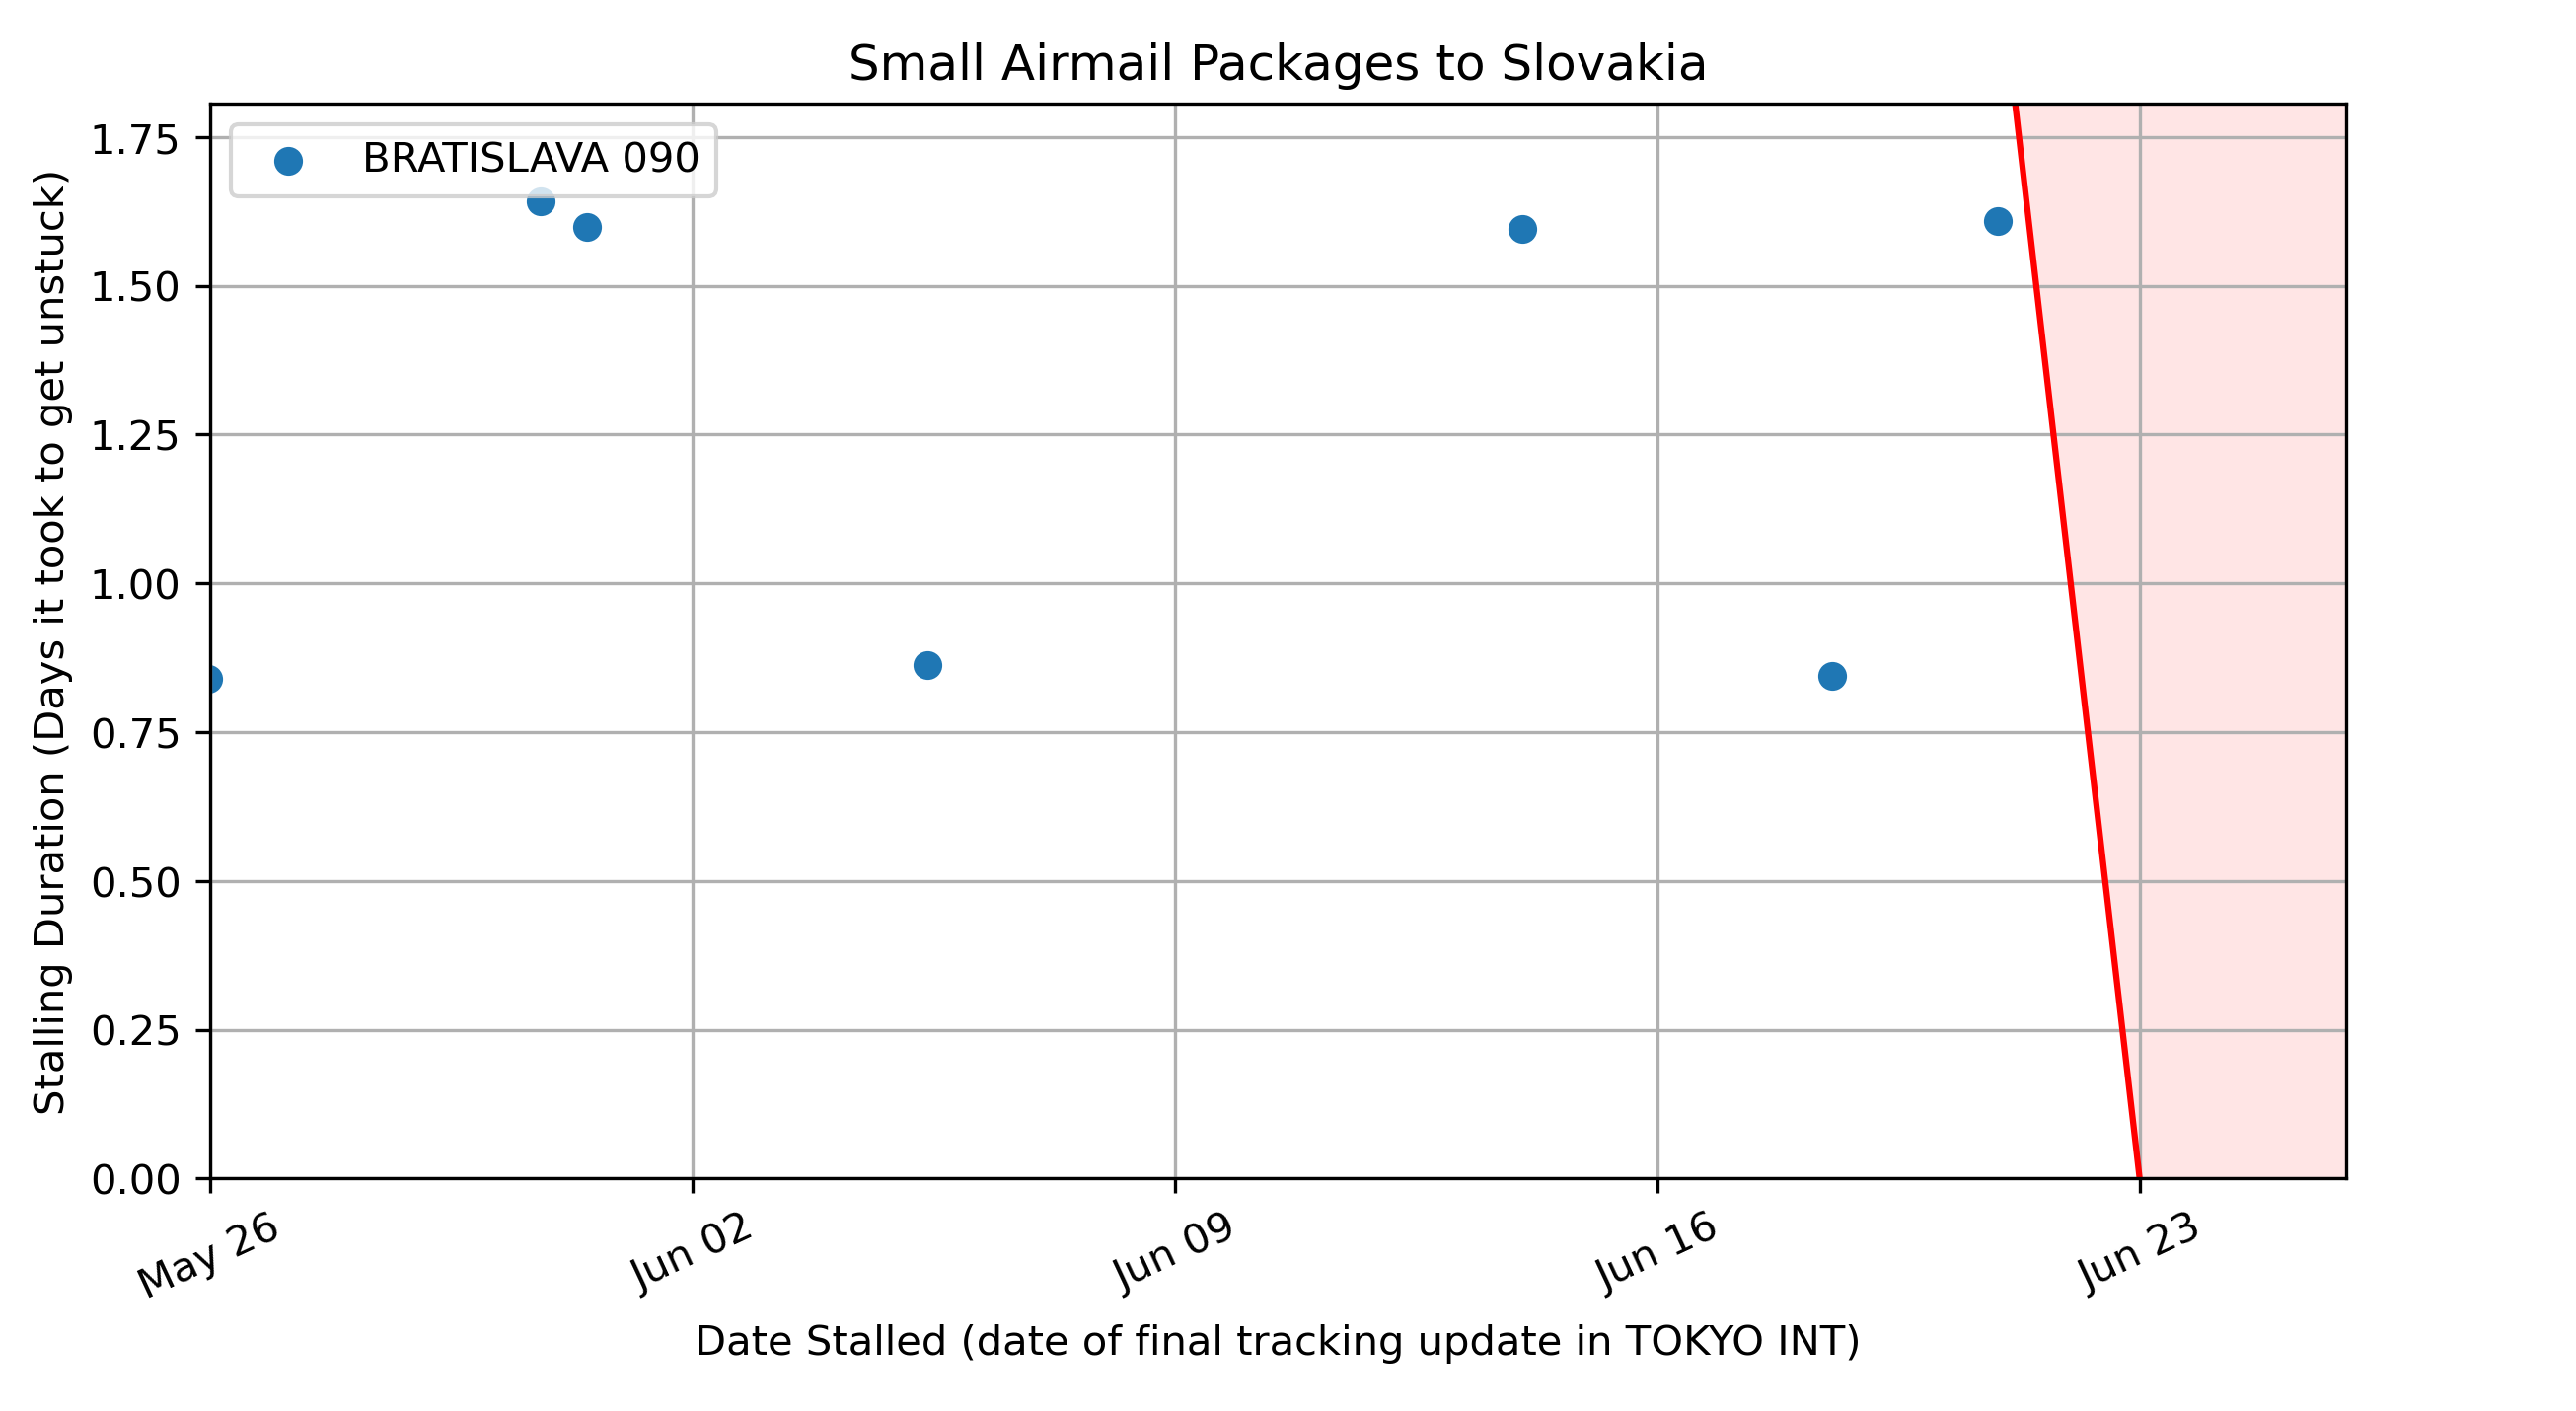 Small Airmail Packages to Slovakia
BRATISLAVA 090
Stalling Duration (Days it took to get unstuck)
1.75
1.50
1.25
1.00
0.75
0.50
0.25
0.00
May 26
Jun 02
Jun 09
Jun 16
Jun 23
Date Stalled (date of final tracking update in TOKYO INT)